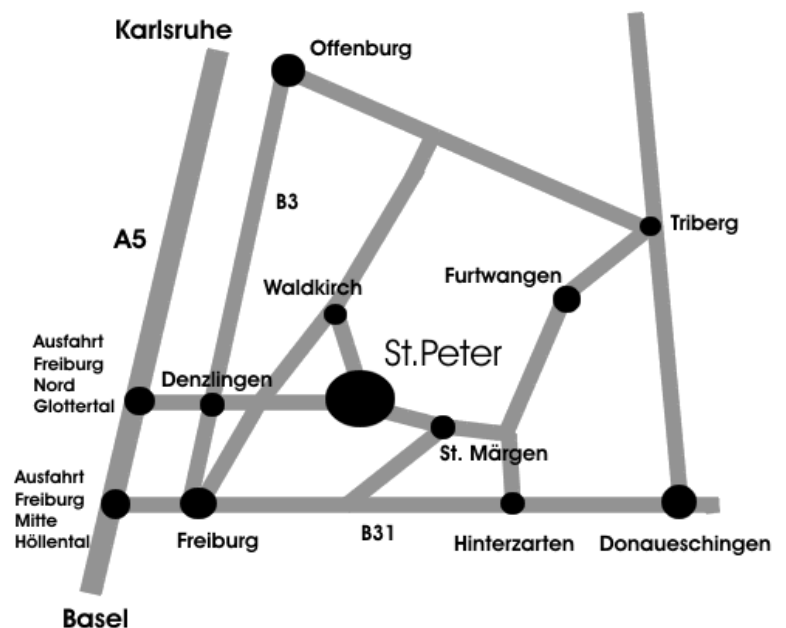 Karlsruhe
Offenburg
B3
Triberg
A5
Furtwangen
Waldkirch
Ausfahrt
Freiburg
Nord
Glottertal
St.Peter
Denzlingen
St. Märgen
Ausfahrt
Freiburg
Mitte
Höllental
B31
Freiburg
Hinterzarten
Donaueschingen
Basel